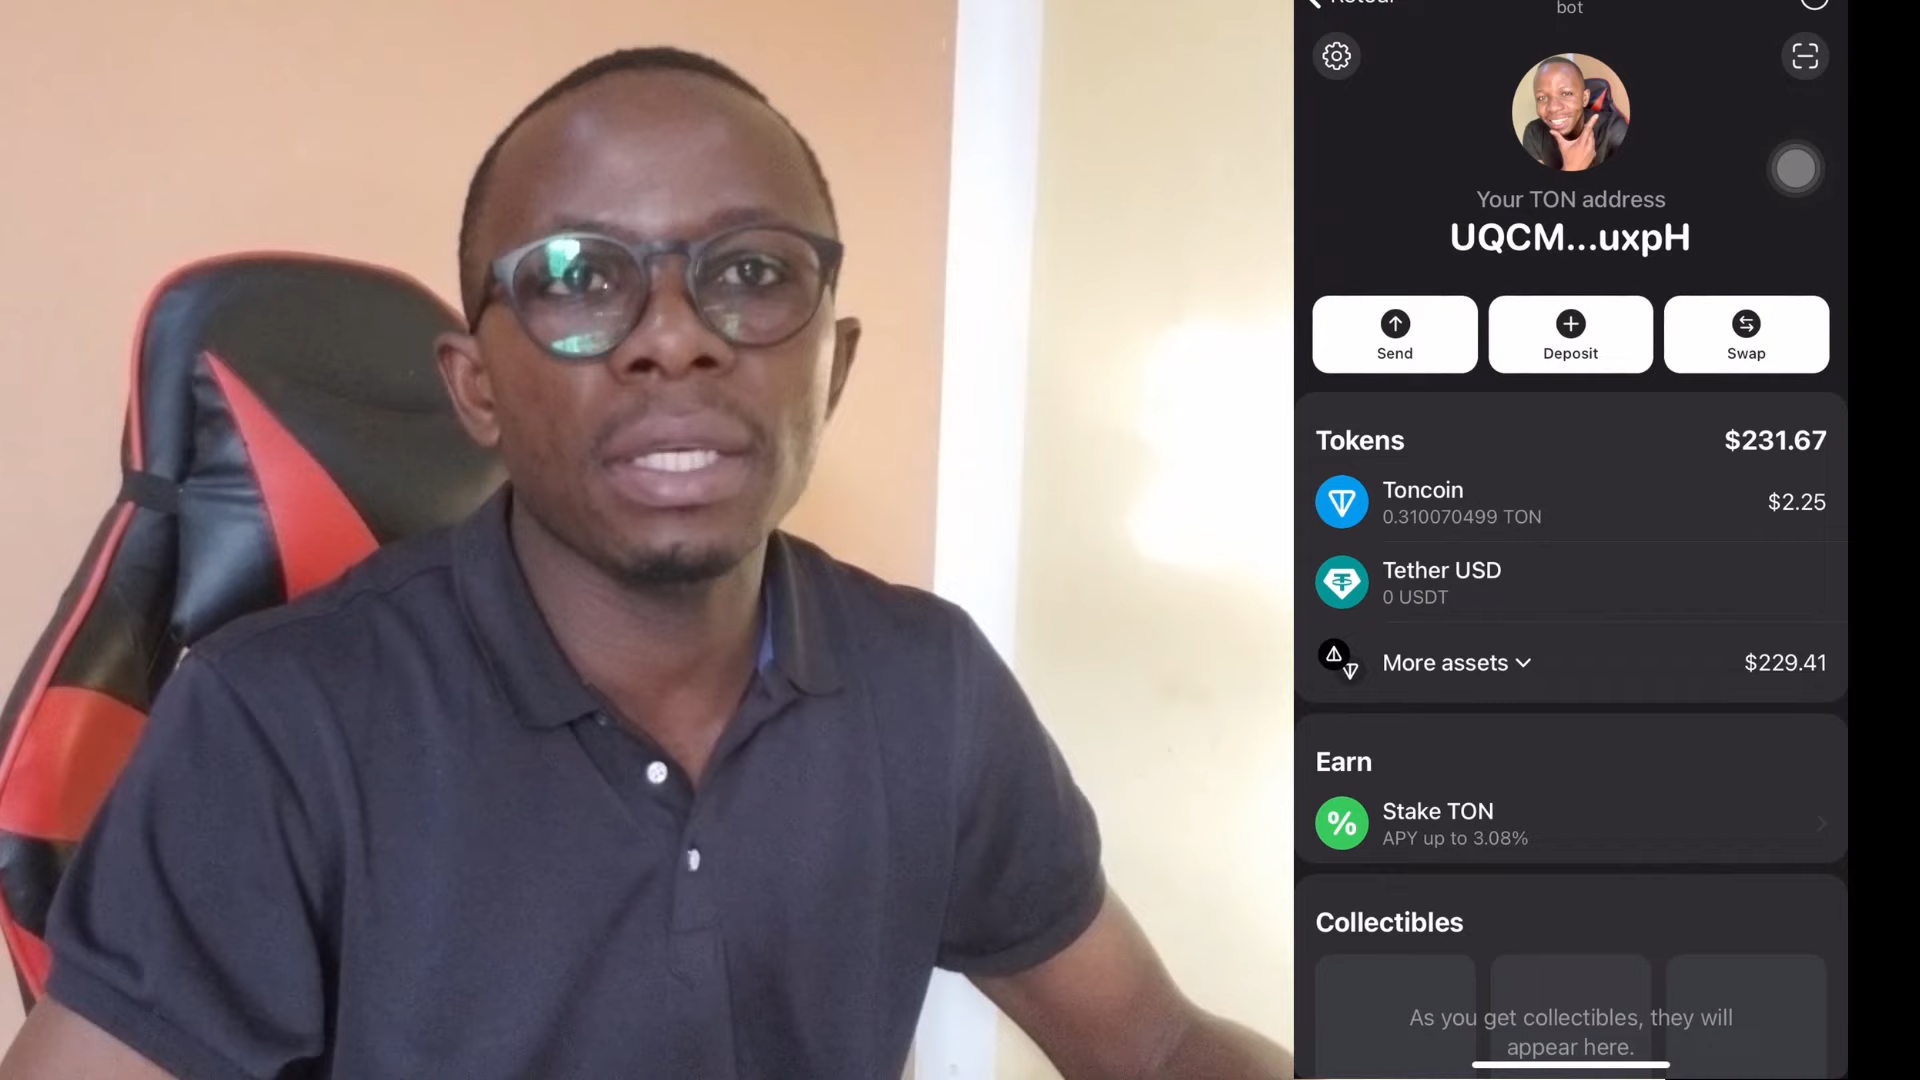 Retour
bot
Your TON address
UQCM...uxpH
Send
Deposit
Swap
Tokens
$231.67
Toncoin
$2.25
0.310070499 TON
Tether USD
0 USDT
More assets
$229.41
Earn
Stake TON
APY up to 3.08%
Collectibles
As you get collectibles, they will
appear here.